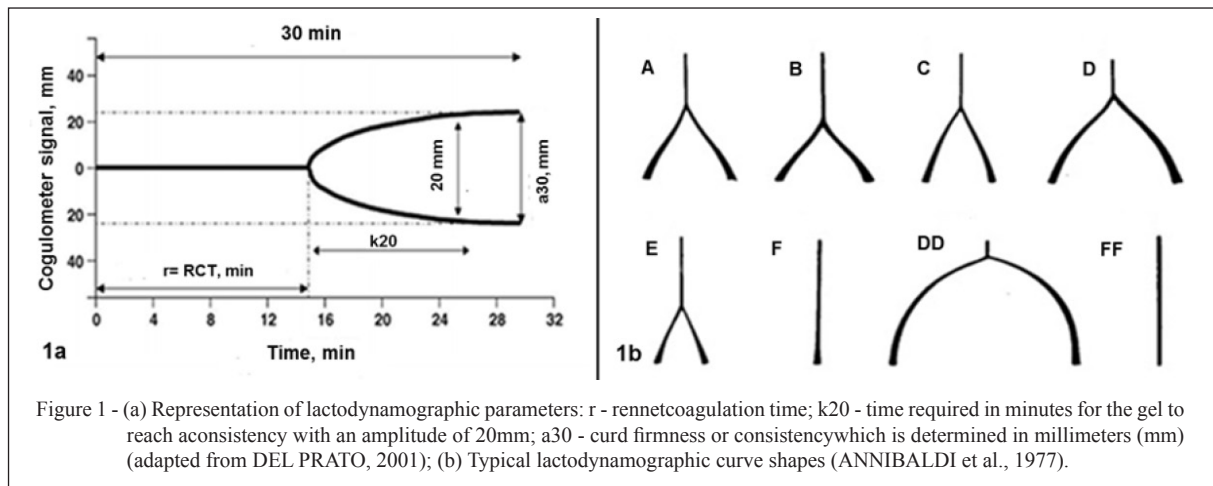 30 min
Cogulometer signal, mm
40
20
0
20
40
20 mm
a30, mm
k20
r= RCT, min
0 4 8 12 16 20 24 28 32
1a
Time, min
A B C D
E F DD FF
1b
Figure 1 - (a) Representation of lactodynamographic parameters: r - rennetcoagulation time; k20 - time required in minutes for the gel to
reach aconsistency with an amplitude of 20mm; a30 - curd firmness or consistencywhich is determined in millimeters (mm)
(adapted from DEL PRATO, 2001); (b) Typical lactodynamographic curve shapes (ANNIBALDI et al., 1977).